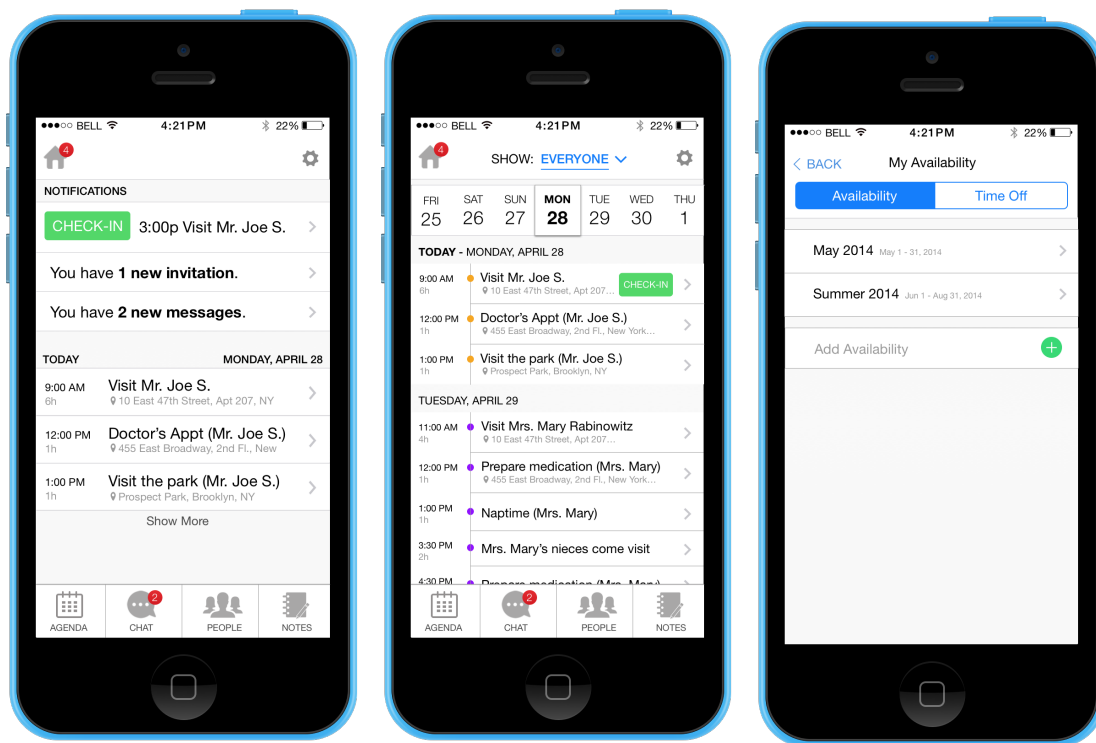 BELL 4:21PM 22%
4
NOTIFICATIONS
CHECK-IN 3:00p Visit Mr. Joe S.
You have 1 new invitation.
You have 2 new messages.
TODAY MONDAY, APRIL 28
9:00 AM Visit Mr. Joe S.
6h 10 East 47th Street, Apt 207, NY
12:00 PM Doctor's Appt (Mr. Joe S.)
1h 455 East Broadway, 2nd Fl., New
1:00 PM Visit the park (Mr. Joe S.)
1h Prospect Park, Brooklyn, NY
Show More
2
AGENDA CHAT PEOPLE NOTES
BELL 4:21PM 22%
4
SHOW: EVERYONE
FRI SAT SUN MON TUE WED THU
25 26 27 28 29 30 1
TODAY - MONDAY, APRIL 28
9:00 AM Visit Mr. Joe S.
6h 10 East 47th Street, Apt 207... CHECK-IN
12:00 PM Doctor's Appt (Mr. Joe S.)
1h 455 East Broadway, 2nd Fl., New York...
1:00 PM Visit the park (Mr. Joe S.)
1h Prospect Park, Brooklyn, NY
TUESDAY, APRIL 29
11:00 AM Visit Mrs. Mary Rabinowitz
4h 10 East 47th Street, Apt 207...
12:00 PM Prepare medication (Mrs. Mary)
1h 455 East Broadway, 2nd Fl., New York...
1:00 PM Naptime (Mrs. Mary)
1h
3:30 PM Mrs. Mary's nieces come visit
2h
4:30 PM Prepare medication (Mrs. Mary)
2
AGENDA CHAT PEOPLE NOTES
BELL 4:21PM 22%
< BACK My Availability
Availability Time Off
May 2014 May 1 - 31, 2014
Summer 2014 Jun 1 - Aug 31, 2014
Add Availability